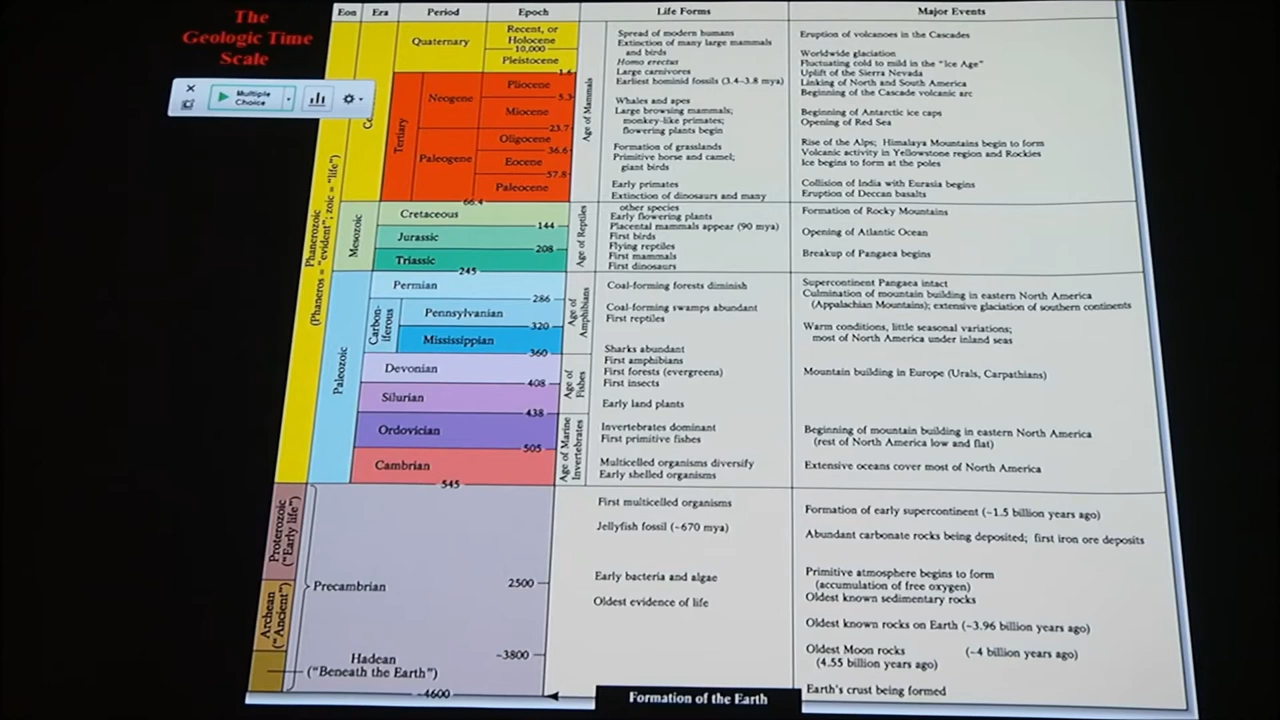 The
Geologic Time
Scale
Multiple
Choice
Eon Era Period Epoch Life Forms Major Events
Phanerozoic
(Phaneros = "evident"; zoic = "life")
Proterozoic
("Early life")
Archean
("Ancient")
Mesozoic
Paleozoic
Quaternary
Tertiary
Neogene
Paleogene
Recent, or
Holocene
10,000
Pleistocene
1.6
Pliocene
5.3
Miocene
23.7
Oligocene
36.6
Eocene
57.8
Paleocene
66.4
Cretaceous
144
Jurassic
208
Triassic
245
Permian
286
Carbon-
iferous
Pennsylvanian
320
Mississippian
360
Devonian
408
Silurian
438
Ordovician
505
Cambrian
545
Precambrian
2500
~3800
Hadean
("Beneath the Earth")
~4600
Age of Mammals
Age of Reptiles
Age of
Amphibians
Age of
Fishes
Age of Marine
Invertebrates
Spread of modern humans
Extinction of many large mammals
and birds
Homo erectus
Large carnivores
Earliest hominid fossils (3.4–3.8 mya)
Whales and apes
Large browsing mammals;
monkey-like primates;
flowering plants begin
Formation of grasslands
Primitive horse and camel;
giant birds
Early primates
Extinction of dinosaurs and many
other species
Early flowering plants
Placental mammals appear (90 mya)
First birds
Flying reptiles
First mammals
First dinosaurs
Coal-forming forests diminish
Coal-forming swamps abundant
First reptiles
Sharks abundant
First amphibians
First forests (evergreens)
First insects
Early land plants
Invertebrates dominant
First primitive fishes
Multicelled organisms diversify
Early shelled organisms
First multicelled organisms
Jellyfish fossil (~670 mya)
Early bacteria and algae
Oldest evidence of life
Eruption of volcanoes in the Cascades
Worldwide glaciation
Fluctuating cold to mild in the "Ice Age"
Uplift of the Sierra Nevada
Linking of North and South America
Beginning of the Cascade volcanic arc
Beginning of Antarctic ice caps
Opening of Red Sea
Rise of the Alps; Himalaya Mountains begin to form
Volcanic activity in Yellowstone region and Rockies
Ice begins to form at the poles
Collision of India with Eurasia begins
Eruption of Deccan basalts
Formation of Rocky Mountains
Opening of Atlantic Ocean
Breakup of Pangaea begins
Supercontinent Pangaea intact
Culmination of mountain building in eastern North America
(Appalachian Mountains); extensive glaciation of southern continents
Warm conditions, little seasonal variations;
most of North America under inland seas
Mountain building in Europe (Urals, Carpathians)
Beginning of mountain building in eastern North America
(rest of North America low and flat)
Extensive oceans cover most of North America
Formation of early supercontinent (~1.5 billion years ago)
Abundant carbonate rocks being deposited; first iron ore deposits
Primitive atmosphere begins to form
(accumulation of free oxygen)
Oldest known sedimentary rocks
Oldest known rocks on Earth (~3.96 billion years ago)
Oldest Moon rocks (~4 billion years ago)
(4.55 billion years ago)
Earth's crust being formed
Formation of the Earth